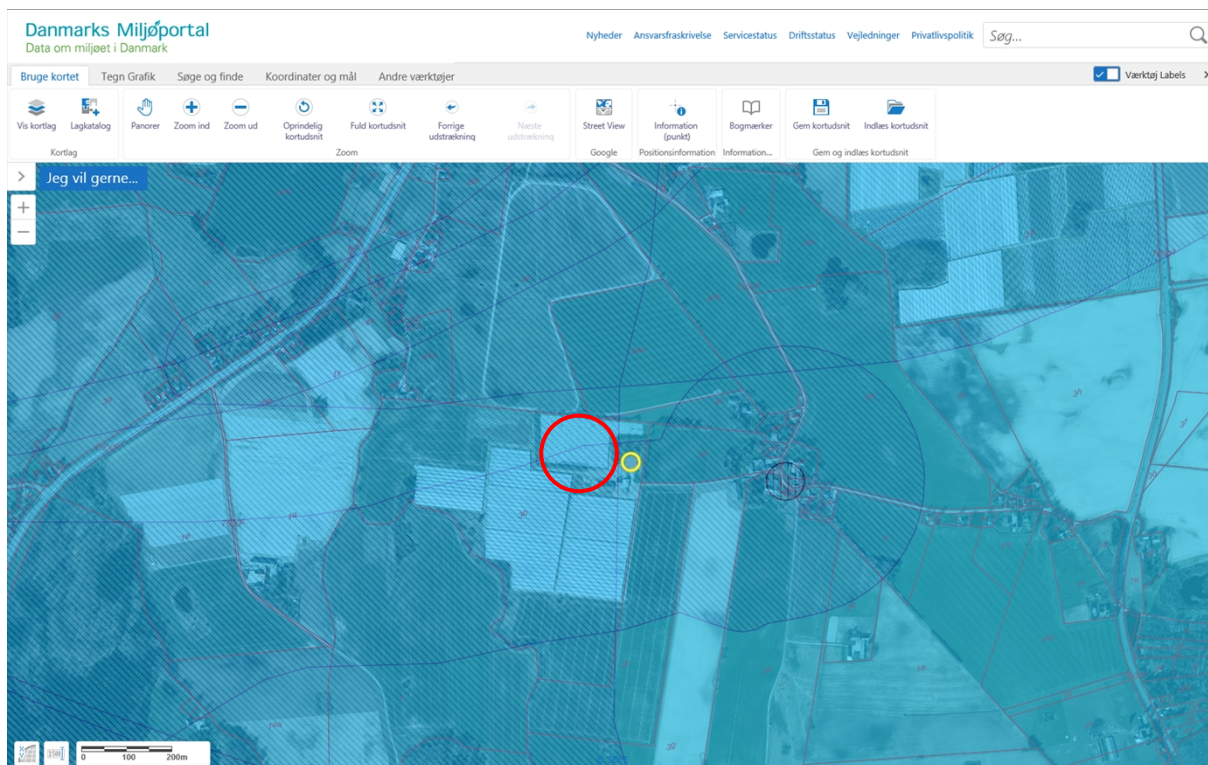 Danmarks Miljøportal
Data om miljøet i Danmark
Nyheder Ansvarsfraskrivelse Servicestatus Driftsstatus Vejledninger Privatlivspolitik Søg...
Bruge kortet Tegn Grafik Søge og finde Koordinater og mål Andre værktøjer Værktøj Labels
Vis kortlag Lagkatalog Panorer Zoom ind Zoom ud Oprindelig kortudsnit Fuld kortudsnit Forrige udstrækning Næste udstrækning Street View Information (punkt) Bogmærker Gem kortudsnit Indlæs kortudsnit
Kortlag Zoom Google Positionsinformation Information... Gem og indlæs kortudsnit
Jeg vil gerne...
0 100 200m